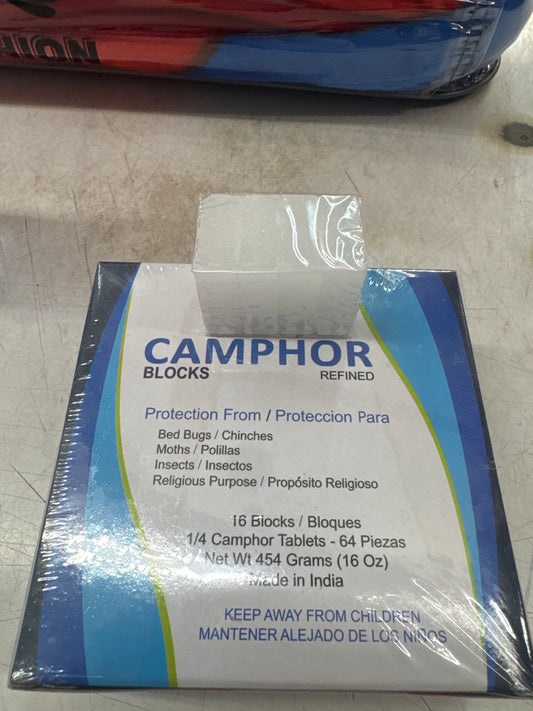 CAMPHOR
BLOCKS REFINED
Protection From / Proteccion Para
Bed Bugs / Chinches
Moths / Polillas
Insects / Insectos
Religious Purpose / Propósito Religioso
16 Blocks / Bloques
1/4 Camphor Tablets - 64 Piezas
Net Wt 454 Grams (16 Oz)
Made in India
KEEP AWAY FROM CHILDREN
MANTENER ALEJADO DE LOS NIÑOS